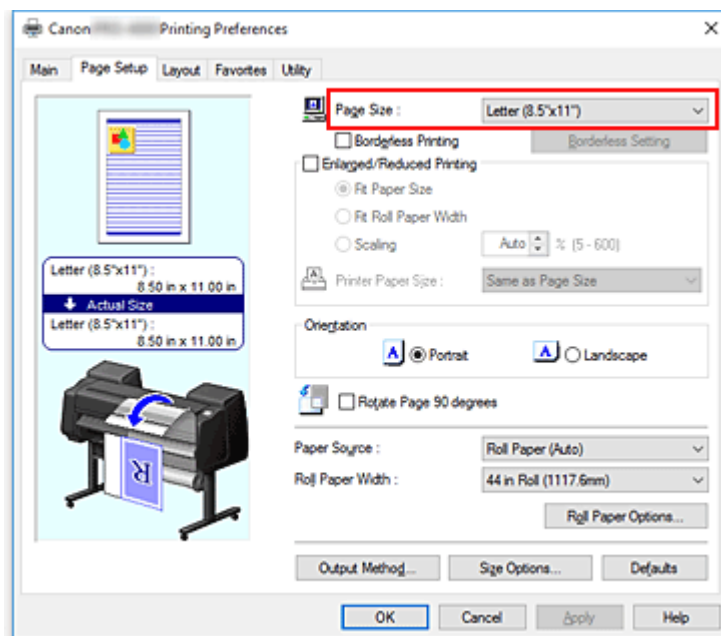 Canon Printing Preferences
Main Page Setup Layout Favorites Utility
Page Size : Letter (8.5"x11")
Borderless Printing Borderless Setting
Enlarged/Reduced Printing
Fit Paper Size
Fit Roll Paper Width
Scaling Auto % (5 - 600)
Printer Paper Size : Same as Page Size
Letter (8.5"x11") :
8.50 in x 11.00 in
Actual Size
Letter (8.5"x11") :
8.50 in x 11.00 in
Orientation
A Portrait A Landscape
Rotate Page 90 degrees
R
Paper Source : Roll Paper (Auto)
Roll Paper Width : 44 in Roll (1117.6mm)
Roll Paper Options...
Output Method... Size Options... Defaults
OK Cancel Apply Help